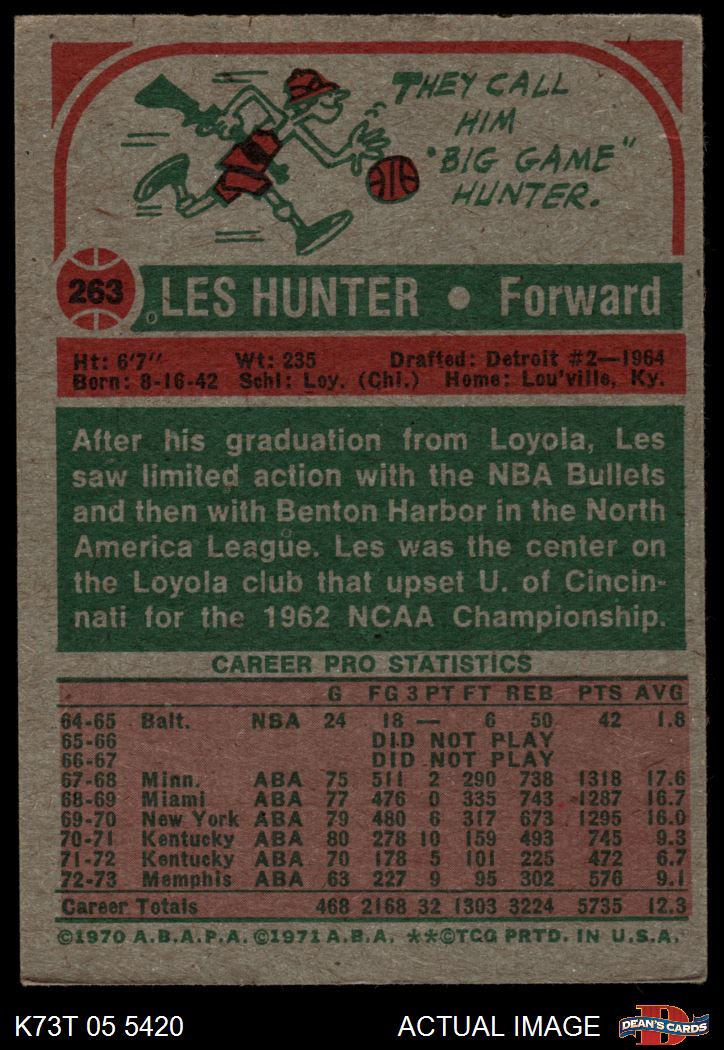 THEY CALL
HIM
"BIG GAME"
HUNTER.
263 LES HUNTER • Forward
Ht: 6'7" Wt: 235 Drafted: Detroit #2—1964
Born: 8-16-42 Schl: Loy. (Chi.) Home: Lou'ville, Ky.
After his graduation from Loyola, Les
saw limited action with the NBA Bullets
and then with Benton Harbor in the North
America League. Les was the center on
the Loyola club that upset U. of Cincin-
nati for the 1962 NCAA Championship.
CAREER PRO STATISTICS
G FG 3 PT FT REB PTS AVG
64-65 Balt. NBA 24 18 — 6 50 42 1.8
65-66 DID NOT PLAY
66-67 DID NOT PLAY
67-68 Minn. ABA 75 511 2 290 738 1318 17.6
68-69 Miami ABA 77 476 0 335 743 1287 16.7
69-70 New York ABA 79 480 6 317 673 1295 16.0
70-71 Kentucky ABA 80 278 10 159 493 745 9.3
71-72 Kentucky ABA 70 178 5 101 225 472 6.7
72-73 Memphis ABA 63 227 9 95 302 576 9.1
Career Totals 468 2168 32 1303 3224 5735 12.3
©1970 A.B.A.P.A. ©1971 A.B.A. **©TCG PRTD. IN U.S.A.
K73T 05 5420 ACTUAL IMAGE DEAN'S CARDS